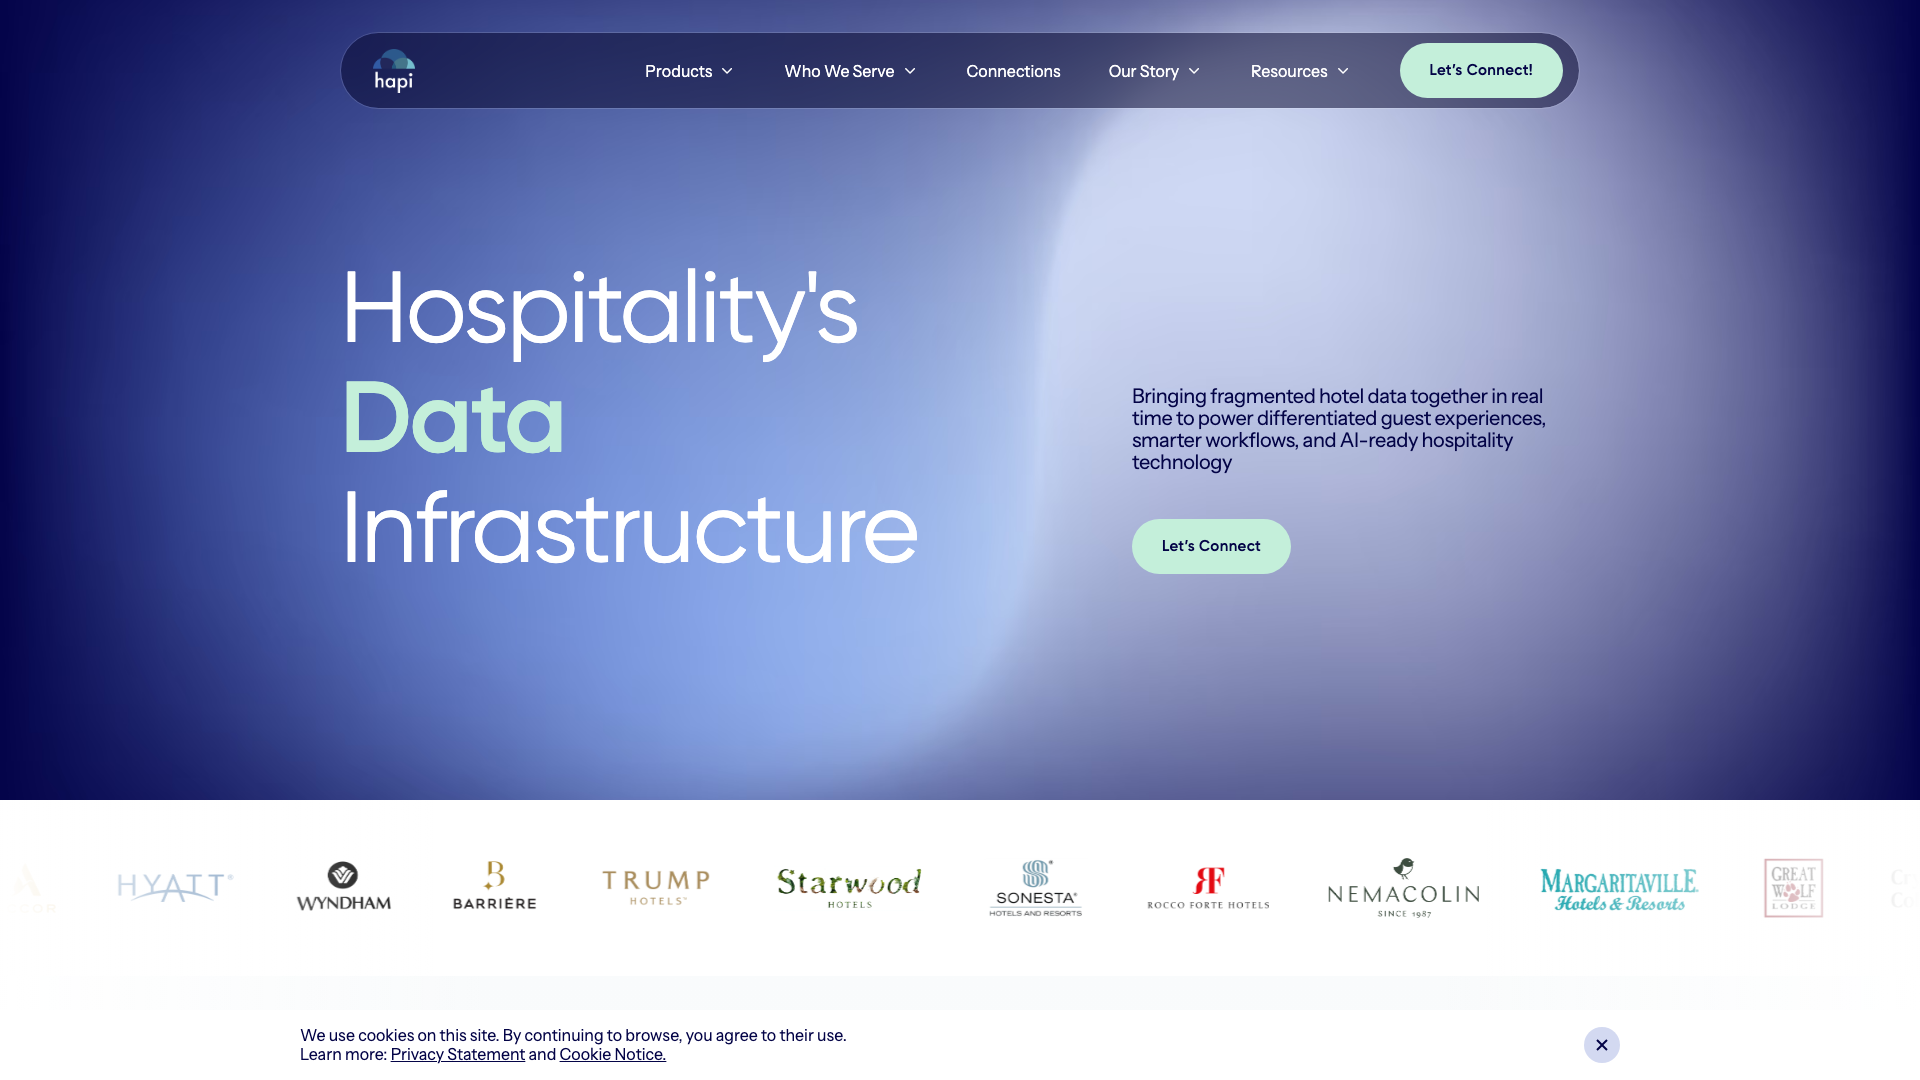 hapi
Products
Who We Serve
Connections
Our Story
Resources
Let's Connect!
Hospitality's
Data
Infrastructure
Bringing fragmented hotel data together in real
time to power differentiated guest experiences,
smarter workflows, and AI-ready hospitality
technology
Let's Connect
HYATT®
WYNDHAM
B
BARRIÈRE
TRUMP
HOTELS™
Starwood
HOTELS
SONESTA®
HOTELS AND RESORTS
RF
ROCCO FORTE HOTELS
NEMACOLIN
SINCE 1987
MARGARITAVILLE
Hotels & Resorts
GREAT
WOLF
LODGE
We use cookies on this site. By continuing to browse, you agree to their use.
Learn more: Privacy Statement and Cookie Notice.